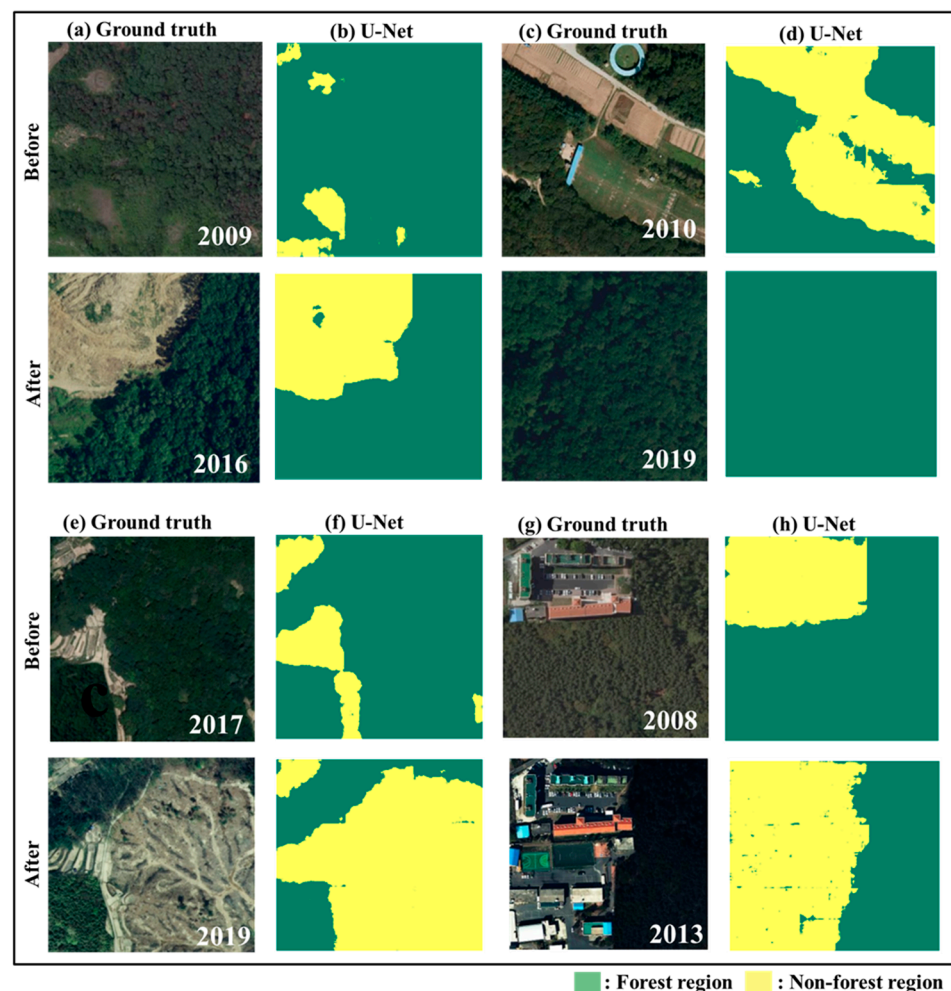 (a) Ground truth
(b) U-Net
(c) Ground truth
(d) U-Net
Before
2009
2010
After
2016
2019
(e) Ground truth
(f) U-Net
(g) Ground truth
(h) U-Net
Before
c
2017
2008
After
2019
2013
: Forest region
: Non-forest region